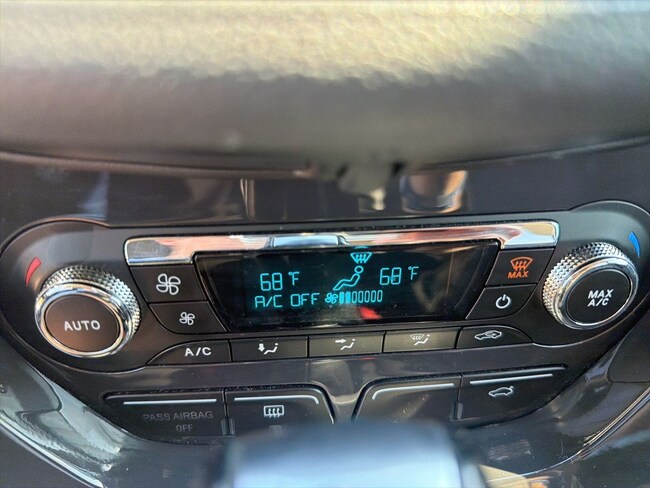 68 °F 68 °F
A/C OFF
MAX
AUTO
MAX
A/C
A/C
PASS AIRBAG
OFF